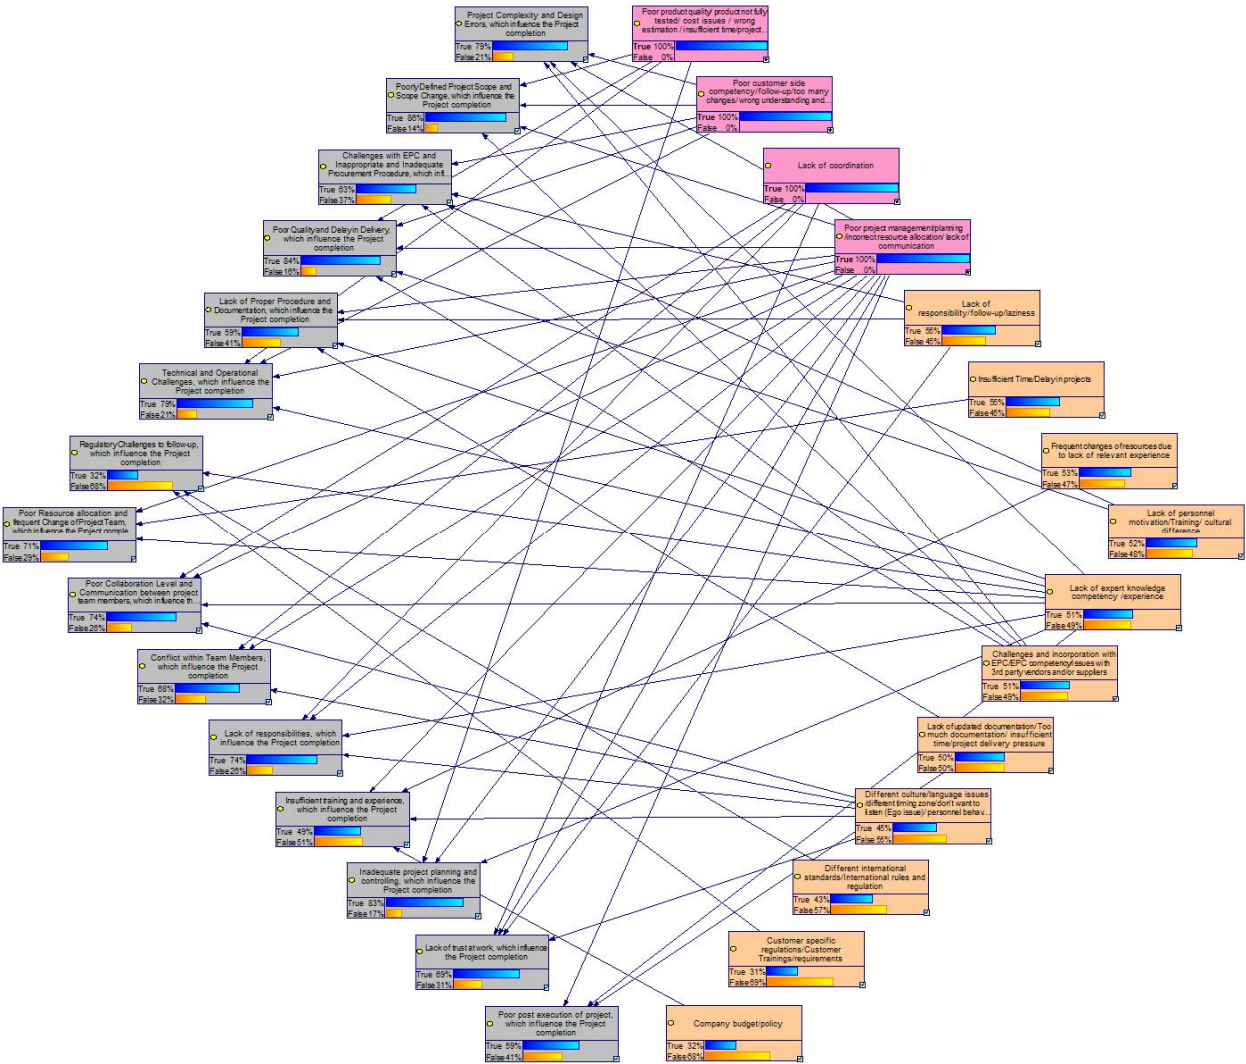 Project Complexity and Design
Errors, which influence the Project
completion
True 79%
False 21%
Poor product quality/ product not fully
tested/ cost issues / wrong
estimation / insufficient time/project...
True 100%
False 0%
Poorly Defined Project Scope and
Scope Change, which influence the
Project completion
True 86%
False 14%
Poor customer side
competency/follow-up/too many
changes/wrong understanding and...
True 100%
False 0%
Challenges with EPC and
Inappropriate and Inadequate
Procurement Procedure, which infl...
True 63%
False 37%
Lack of coordination
True 100%
False 0%
Poor Quality and Delay in Delivery,
which influence the Project
completion
True 84%
False 16%
Poor project management/planning
/incorrect resource allocation/ lack of
communication
True 100%
False 0%
Lack of Proper Procedure and
Documentation, which influence the
Project completion
True 59%
False 41%
Lack of
responsibility/follow-up/laziness
True 55%
False 45%
Technical and Operational
Challenges, which influence the
Project completion
True 79%
False 21%
Insufficient Time/Delay in projects
True 55%
False 45%
Regulatory Challenges to follow-up,
which influence the Project
completion
True 32%
False 68%
Frequent changes of resources due
to lack of relevant experience
True 53%
False 47%
Poor Resource allocation and
frequent Change of Project Team,
which influence the Project comple...
True 71%
False 29%
Lack of personnel
motivation/Training/ cultural
difference
True 52%
False 48%
Poor Collaboration Level and
Communication between project
team members, which influence th...
True 74%
False 26%
Lack of expert knowledge
competency /experience
True 51%
False 49%
Conflict within Team Members,
which influence the Project
completion
True 68%
False 32%
Challenges and incorporation with
EPC/EPC competency/issues with
3rd party vendors and/or suppliers
True 51%
False 49%
Lack of responsibilities, which
influence the Project completion
True 74%
False 26%
Lack of updated documentation/Too
much documentation/ insufficient
time/project delivery pressure
True 50%
False 50%
Insufficient training and experience,
which influence the Project
completion
True 49%
False 51%
Different culture/language issues
/different timing zone/don't want to
listen (Ego issue)/ personnel behav...
True 45%
False 55%
Inadequate project planning and
controlling, which influence the
Project completion
True 83%
False 17%
Different international
standards/International rules and
regulation
True 43%
False 57%
Lack of trust at work, which influence
the Project completion
True 69%
False 31%
Customer specific
regulations/Customer
Trainings/requirements
True 31%
False 69%
Poor post execution of project,
which influence the Project
completion
True 59%
False 41%
Company budget/policy
True 32%
False 68%